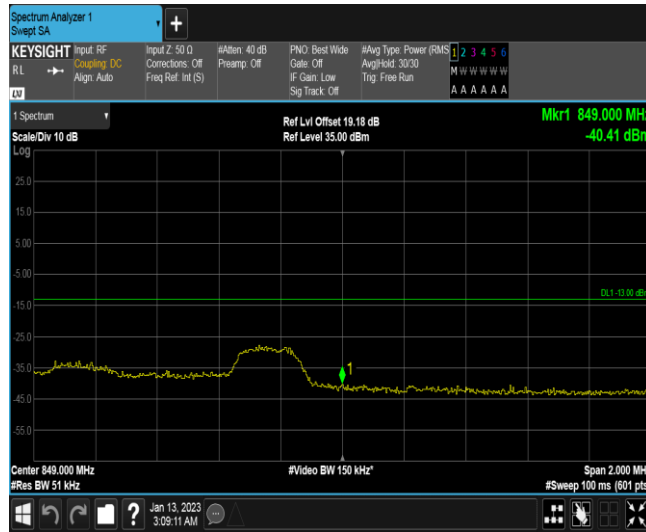 Spectrum Analyzer 1
Swept SA
+
KEYSIGHT Input: RF Input Z: 50 Ω #Atten: 40 dB PNO: Best Wide #Avg Type: Power (RMS 1 2 3 4 5 6
RL Coupling: DC Corrections: Off Preamp: Off Gate: Off Avg|Hold: 30/30 M W W W W W
Align: Auto Freq Ref: Int (S) IF Gain: Low Trig: Free Run
LXI Sig Track: Off A A A A A A
1 Spectrum Ref Lvl Offset 19.18 dB Mkr1 849.000 MHz
Scale/Div 10 dB Ref Level 35.00 dBm -40.41 dBm
Log
25.0
15.0
5.00
-5.00
DL1 -13.00 dBm
-15.0
-25.0
-35.0
1
-45.0
-55.0
Center 849.000 MHz #Video BW 150 kHz* Span 2.000 MHz
#Res BW 51 kHz #Sweep 100 ms (601 pts
? Jan 13, 2023
3:09:11 AM